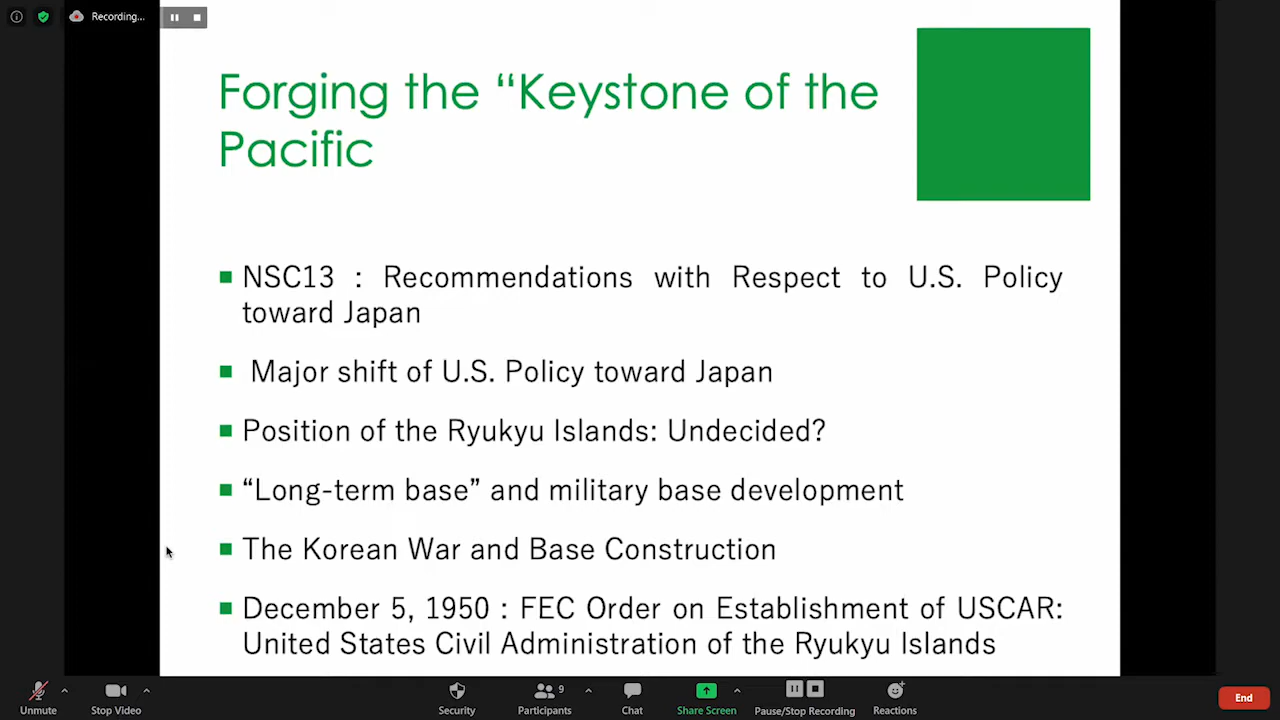 Recording...
Forging the “Keystone of the
Pacific
NSC13 : Recommendations with Respect to U.S. Policy
toward Japan
Major shift of U.S. Policy toward Japan
Position of the Ryukyu Islands: Undecided?
“Long-term base” and military base development
The Korean War and Base Construction
December 5, 1950 : FEC Order on Establishment of USCAR:
United States Civil Administration of the Ryukyu Islands
9
Unmute
Stop Video
Security
Participants
Chat
Share Screen
Pause/Stop Recording
Reactions
End